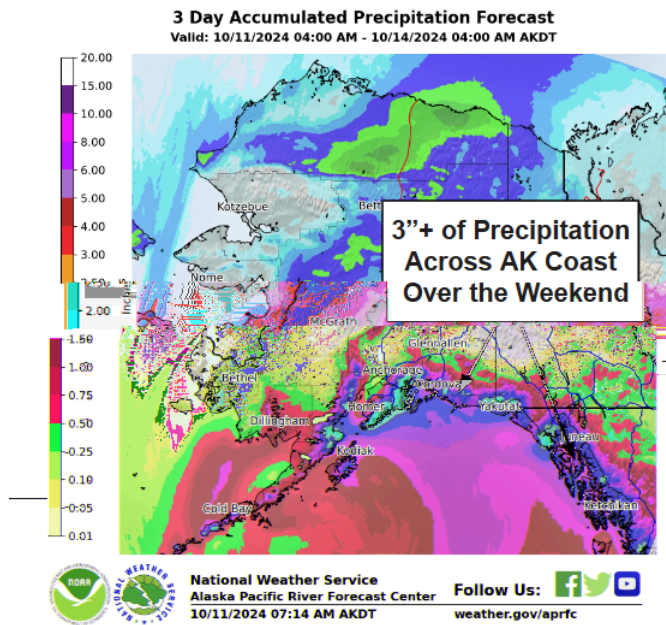 3 Day Accumulated Precipitation Forecast
Valid: 10/11/2024 04:00 AM - 10/14/2024 04:00 AM AKDT
20.00
15.00
10.00
8.00
6.00
5.00
4.00
3.00
2.00
1.50
1.00
0.75
0.50
0.25
0.10
0.05
0.01
Kotzebue
Nome
3”+ of Precipitation
Across AK Coast
Over the Weekend
McGrath
Glennallen
Bethel
Anchorage
Cordova
Dillingham
Homer
Yakutat
Kodiak
Cold Bay
Ketchikan
NOAA
NATIONAL WEATHER SERVICE
National Weather Service
Alaska Pacific River Forecast Center
10/11/2024 07:14 AM AKDT
Follow Us:
weather.gov/aprfc